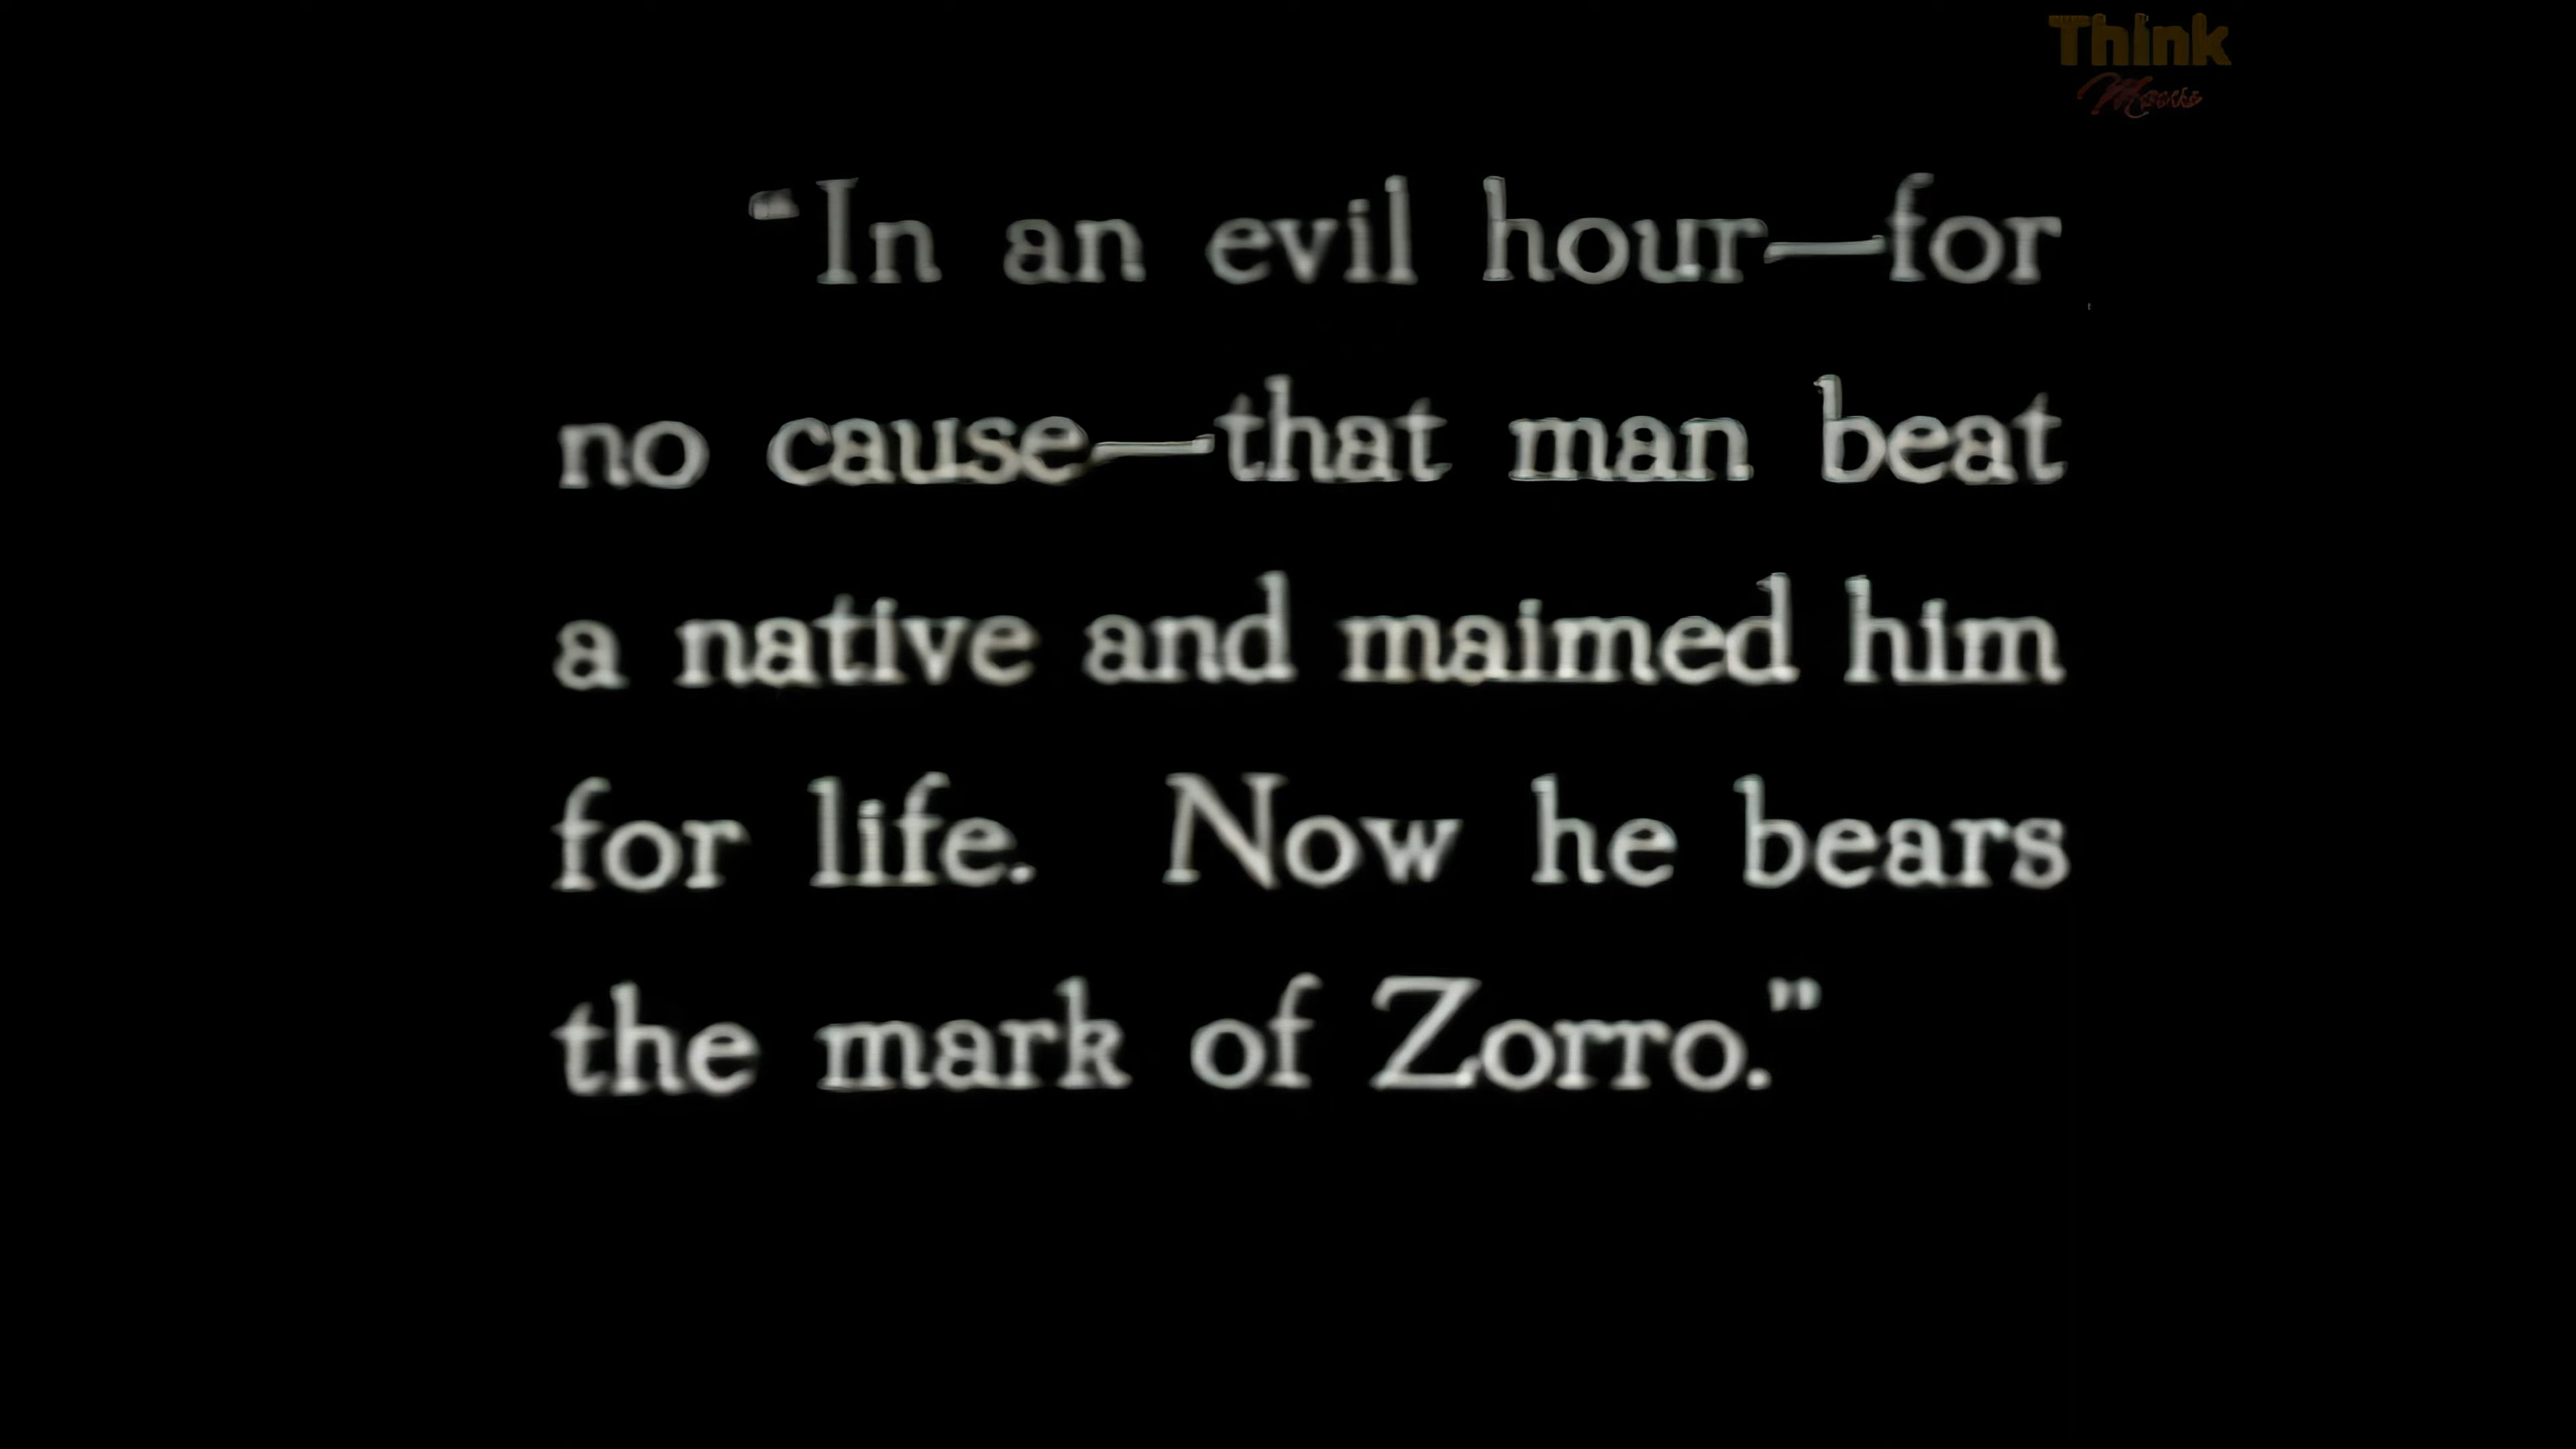 Think
"In an evil hour—for
no cause—that man beat
a native and maimed him
for life. Now he bears
the mark of Zorro."